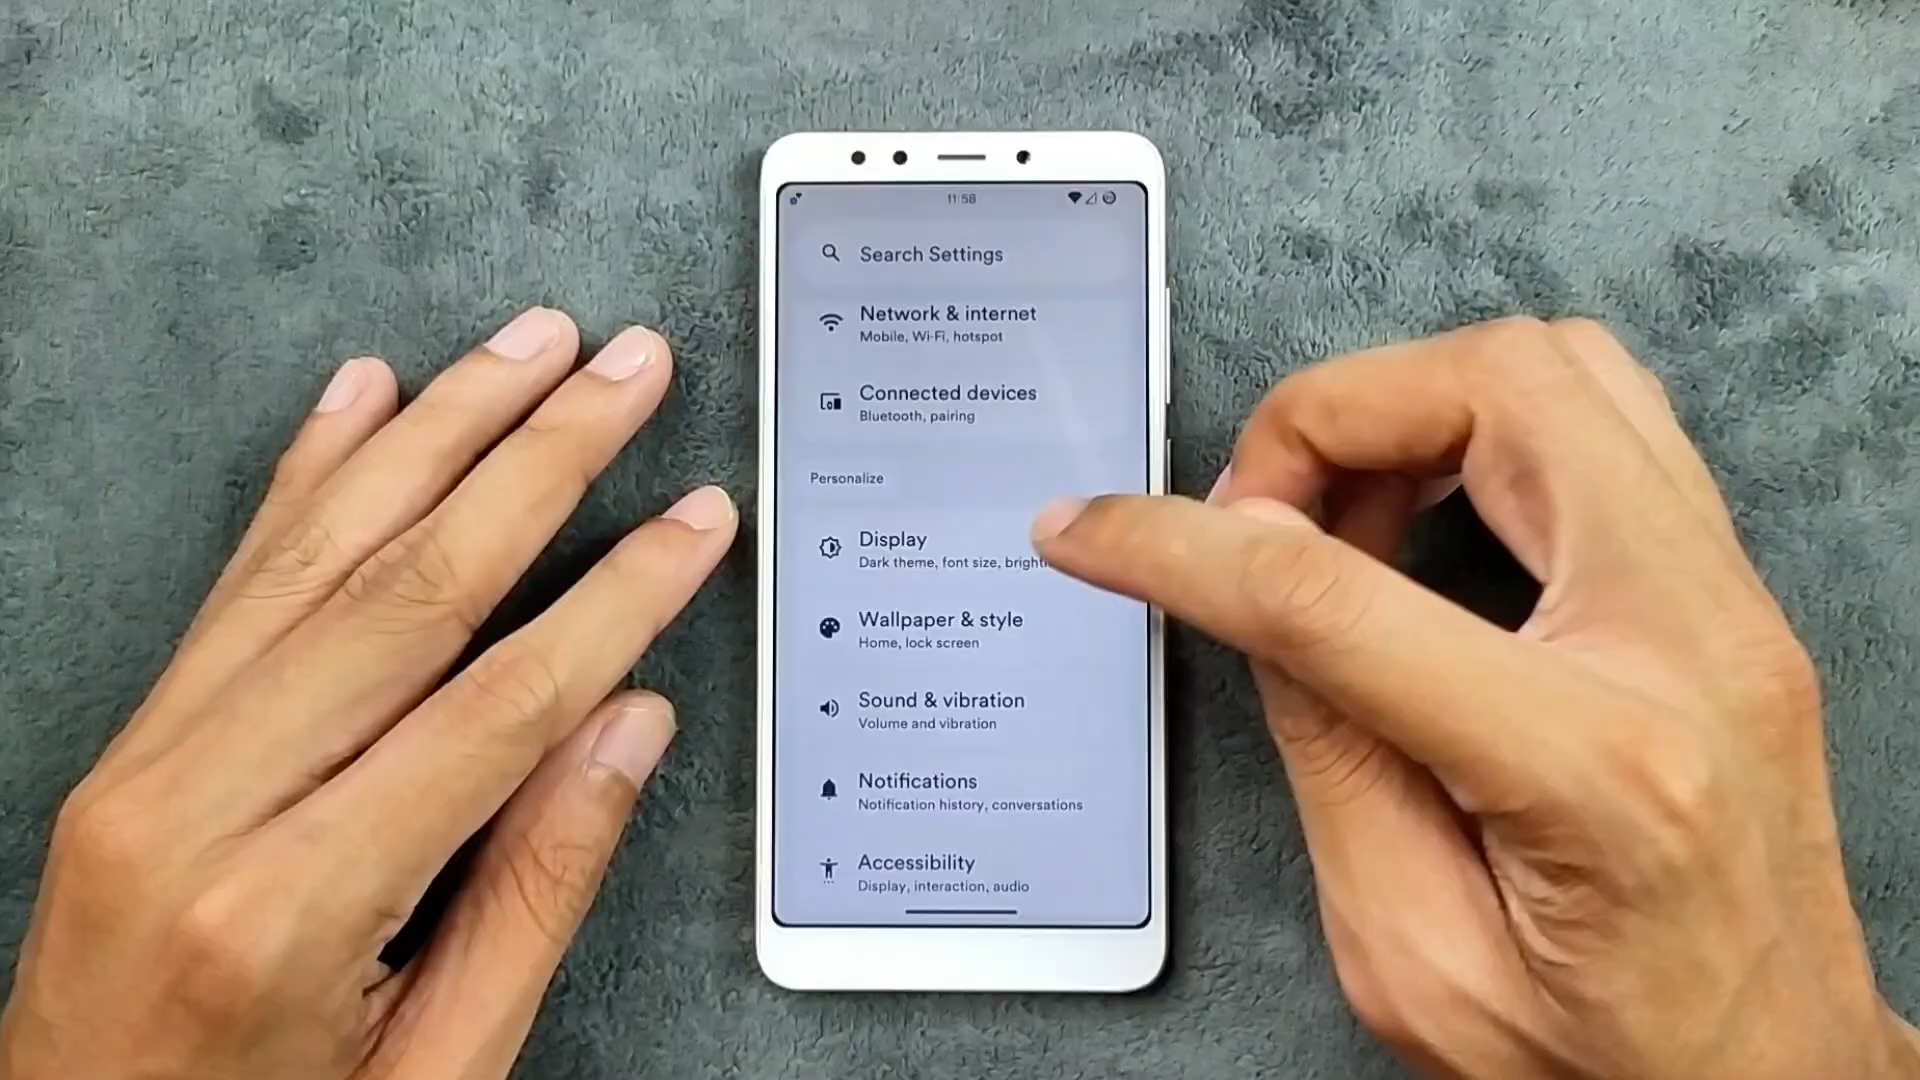 11:58
Search Settings
Network & internet
Mobile, Wi-Fi, hotspot
Connected devices
Bluetooth, pairing
Personalize
Display
Dark theme, font size,
Wallpaper & style
Home, lock screen
Sound & vibration
Volume and vibration
Notifications
Notification history, conversations
Accessibility
Display, interaction, audio